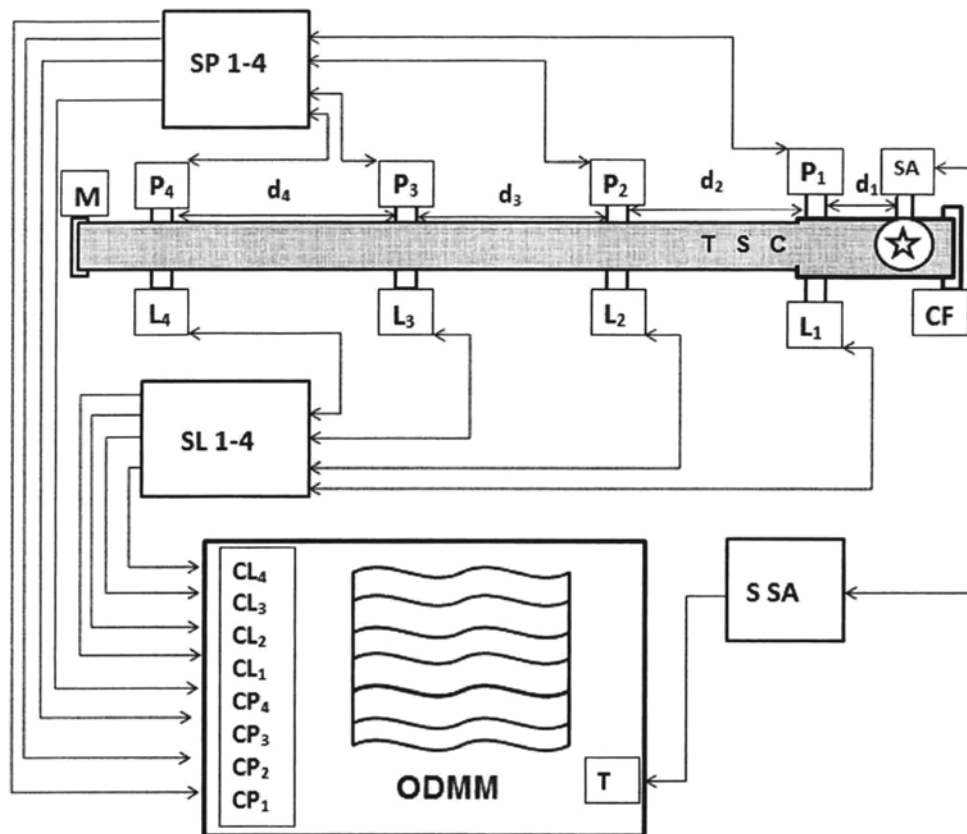 SP 1-4
P₄
P₃
P₂
P₁
SA
M
d₄
d₃
d₂
d₁
T S C
L₄
L₃
L₂
L₁
CF
SL 1-4
CL₄
CL₃
CL₂
CL₁
CP₄
CP₃
CP₂
CP₁
S SA
T
ODMM